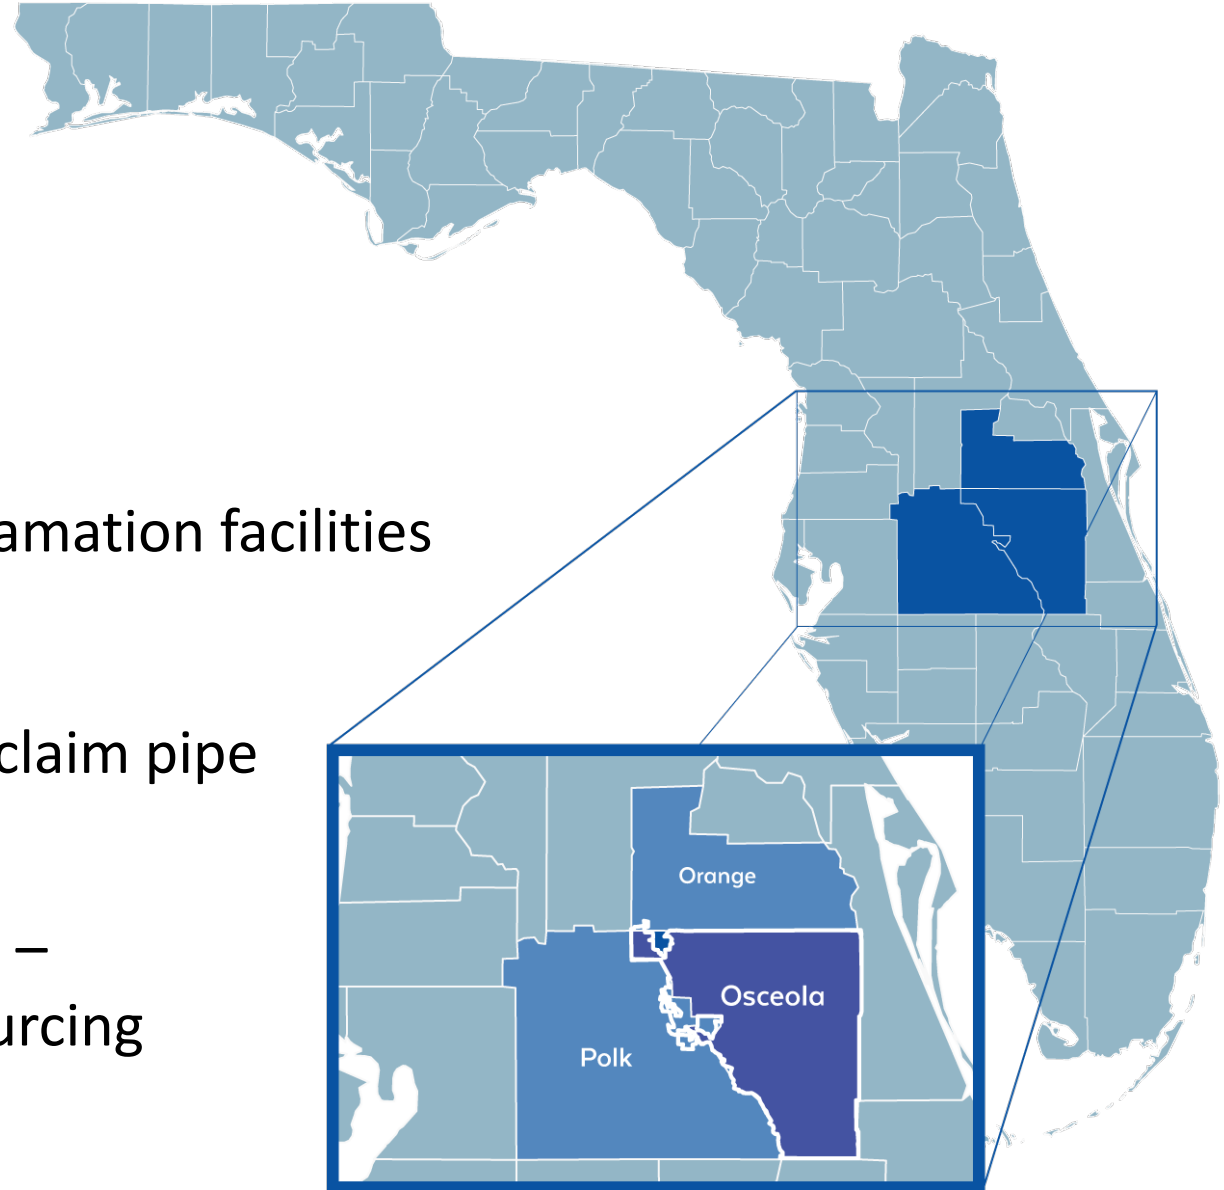 amation facilities
claim pipe
–
urcing
Orange
Osceola
Polk